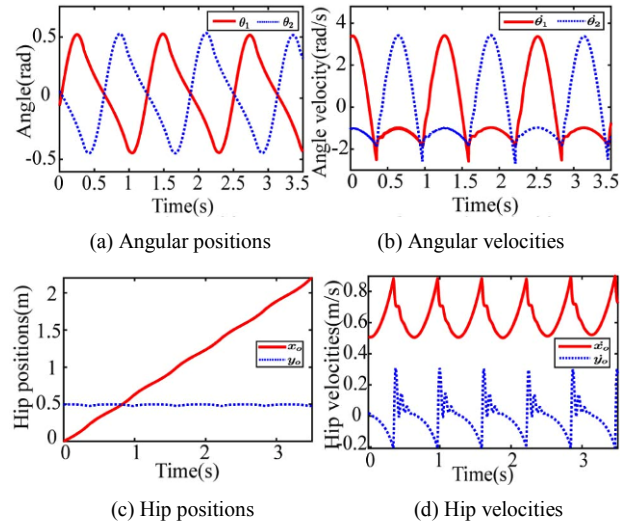 θ₁ θ₂
Angle(rad)
0.5
0
-0.5
0 0.5 1 1.5 2 2.5 3 3.5
Time(s)
(a) Angular positions
θ̇₁ θ̇₂
Angle velocity(rad/s)
4
2
0
-2
0 0.5 1 1.5 2 2.5 3 3.5
Time(s)
(b) Angular velocities
Hip positions(m)
2
1
0.5
0
xₒ
yₒ
0 1 2 3
Time(s)
(c) Hip positions
Hip velocities(m/s)
0.8
0.6
0.4
0
0.2
ẋₒ
ẏₒ
0 1 2 3
Time(s)
(d) Hip velocities